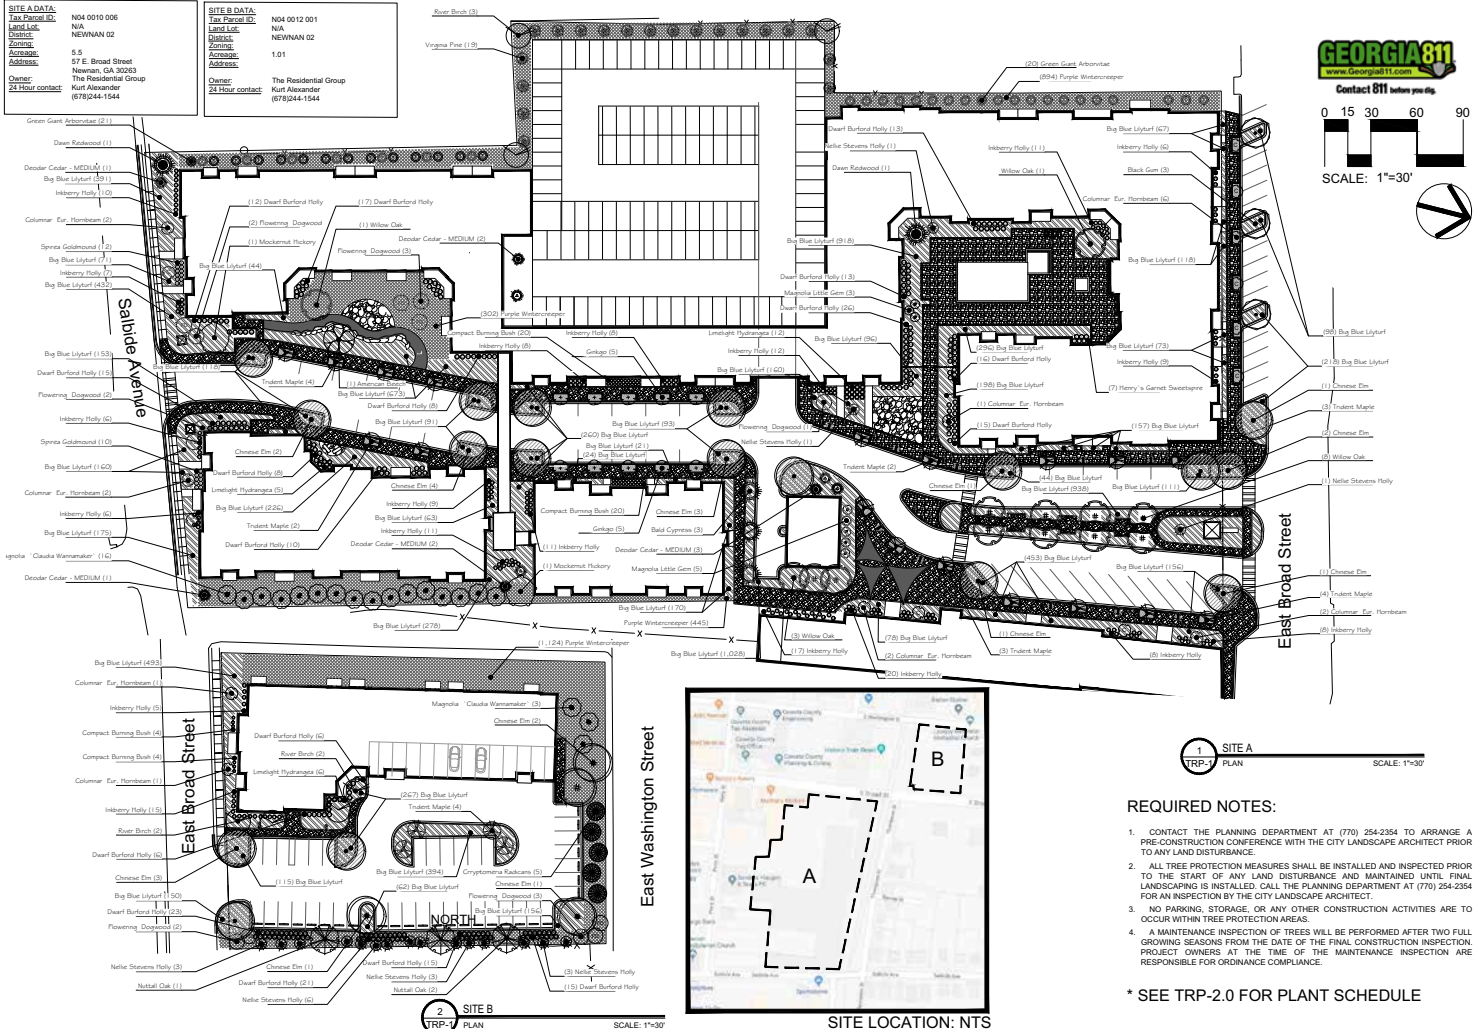 SITE A DATA:
Tax Parcel ID: N04 0010 006
Land Lot: N/A
District: NEWNAN 02
Zoning:
Acreage: 5.5
Address: 57 E. Broad Street
Newnan, GA 30263
Owner: The Residential Group
24 Hour contact: Kurt Alexander
(678)244-1544
SITE B DATA:
Tax Parcel ID: N04 0012 001
Land Lot: N/A
District: NEWNAN 02
Zoning:
Acreage: 1.01
Address:
Owner: The Residential Group
24 Hour contact: Kurt Alexander
(678)244-1544
River Birch (3)
Virginia Pine (19)
(20) Green Giant Arborvitae
(894) Purple Wintercreeper
GEORGIA811
www.Georgia811.com
Contact 811 before you dig.
0 15 30 60 90
SCALE: 1"=30'
Green Giant Arborvitae (21)
Dawn Redwood (1)
Deodar Cedar - MEDIUM (1)
Big Blue Lilyturf (391)
Inkberry Holly (10)
Columnar Eur. Hornbeam (2)
Spirea Goldmound (12)
Big Blue Lilyturf (71)
Inkberry Holly (7)
Big Blue Lilyturf (432)
Salbide Avenue
Big Blue Lilyturf (153)
Dwarf Burford Holly (15)
Flowering Dogwood (2)
Inkberry Holly (6)
Spirea Goldmound (10)
Big Blue Lilyturf (160)
Columnar Eur. Hornbeam (2)
Inkberry Holly (6)
Big Blue Lilyturf (175)
Magnolia 'Claudia Wannamaker' (16)
Deodar Cedar - MEDIUM (1)
(12) Dwarf Burford Holly
(17) Dwarf Burford Holly
(2) Flowering Dogwood
(1) Willow Oak
(1) Mockernut Hickory
Flowering Dogwood (3)
Deodar Cedar - MEDIUM (2)
Big Blue Lilyturf (44)
(302) Purple Wintercreeper
Compact Burning Bush (20)
Inkberry Holly (8)
Inkberry Holly (8)
Ginkgo (5)
Limelight Hydrangea (12)
Inkberry Holly (12)
Big Blue Lilyturf (160)
Big Blue Lilyturf (118)
Trident Maple (4)
(1) American Beech
Big Blue Lilyturf (673)
Dwarf Burford Holly (8)
Big Blue Lilyturf (91)
Big Blue Lilyturf (93)
(260) Big Blue Lilyturf
Big Blue Lilyturf (21)
(24) Big Blue Lilyturf
Flowering Dogwood (1)
Nellie Stevens Holly (1)
Chinese Elm (2)
Dwarf Burford Holly (8)
Limelight Hydrangea (5)
Big Blue Lilyturf (226)
Trident Maple (2)
Dwarf Burford Holly (10)
Chinese Elm (4)
Inkberry Holly (9)
Big Blue Lilyturf (63)
Inkberry Holly (11)
Deodar Cedar - MEDIUM (2)
Compact Burning Bush (20)
Ginkgo (5)
Chinese Elm (3)
Bald Cypress (3)
(11) Inkberry Holly
Deodar Cedar - MEDIUM (3)
(1) Mockernut Hickory
Magnolia Little Gem (5)
Big Blue Lilyturf (170)
Purple Wintercreeper (445)
Big Blue Lilyturf (278)
Big Blue Lilyturf (1,028)
Dwarf Burford Holly (13)
Nellie Stevens Holly (1)
Dawn Redwood (1)
Inkberry Holly (11)
Willow Oak (1)
Big Blue Lilyturf (67)
Inkberry Holly (6)
Black Gum (3)
Columnar Eur. Hornbeam (6)
Big Blue Lilyturf (918)
Big Blue Lilyturf (118)
Dwarf Burford Holly (13)
Magnolia Little Gem (3)
Dwarf Burford Holly (26)
Big Blue Lilyturf (96)
(296) Big Blue Lilyturf
(16) Dwarf Burford Holly
Big Blue Lilyturf (73)
Inkberry Holly (9)
(198) Big Blue Lilyturf
(7) Henry's Garnet Sweetspire
(1) Columnar Eur. Hornbeam
(15) Dwarf Burford Holly
(157) Big Blue Lilyturf
(98) Big Blue Lilyturf
(218) Big Blue Lilyturf
(1) Chinese Elm
(3) Trident Maple
(2) Chinese Elm
(8) Willow Oak
(1) Nellie Stevens Holly
Trident Maple (2)
Chinese Elm (1)
(44) Big Blue Lilyturf
Big Blue Lilyturf (938)
Big Blue Lilyturf (111)
(453) Big Blue Lilyturf
Big Blue Lilyturf (156)
East Broad Street
(1) Chinese Elm
(4) Trident Maple
(2) Columnar Eur. Hornbeam
(8) Inkberry Holly
(3) Willow Oak
(17) Inkberry Holly
(78) Big Blue Lilyturf
(2) Columnar Eur. Hornbeam
(20) Inkberry Holly
(1) Chinese Elm
(3) Trident Maple
(8) Inkberry Holly
(1,124) Purple Wintercreeper
Big Blue Lilyturf (493)
Columnar Eur. Hornbeam (1)
Inkberry Holly (5)
Compact Burning Bush (4)
Compact Burning Bush (4)
Columnar Eur. Hornbeam (1)
Inkberry Holly (15)
River Birch (2)
Dwarf Burford Holly (6)
Chinese Elm (3)
Big Blue Lilyturf (150)
Dwarf Burford Holly (23)
Flowering Dogwood (2)
Nellie Stevens Holly (3)
Nuttall Oak (1)
East Broad Street
Magnolia 'Claudia Wannamaker' (3)
Chinese Elm (2)
Dwarf Burford Holly (6)
River Birch (2)
Limelight Hydrangea (6)
(267) Big Blue Lilyturf
Trident Maple (4)
Big Blue Lilyturf (394)
Crryptomeria Radicans (5)
(115) Big Blue Lilyturf
(62) Big Blue Lilyturf
Chinese Elm (1)
Flowering Dogwood (3)
Big Blue Lilyturf (156)
NORTH
Chinese Elm (1)
Dwarf Burford Holly (21)
Nellie Stevens Holly (6)
Dwarf Burford Holly (15)
Nellie Stevens Holly (3)
Nuttall Oak (2)
(3) Nellie Stevens Holly
(15) Dwarf Burford Holly
East Washington Street
2
TRP-1
SITE B
PLAN
SCALE: 1"=30'
A
B
SITE LOCATION: NTS
1
TRP-1
SITE A
PLAN
SCALE: 1"=30'
REQUIRED NOTES:
1. CONTACT THE PLANNING DEPARTMENT AT (770) 254-2354 TO ARRANGE A
PRE-CONSTRUCTION CONFERENCE WITH THE CITY LANDSCAPE ARCHITECT PRIOR
TO ANY LAND DISTURBANCE.
2. ALL TREE PROTECTION MEASURES SHALL BE INSTALLED AND INSPECTED PRIOR
TO THE START OF ANY LAND DISTURBANCE AND MAINTAINED UNTIL FINAL
LANDSCAPING IS INSTALLED. CALL THE PLANNING DEPARTMENT AT (770) 254-2354
FOR AN INSPECTION BY THE CITY LANDSCAPE ARCHITECT.
3. NO PARKING, STORAGE, OR ANY OTHER CONSTRUCTION ACTIVITIES ARE TO
OCCUR WITHIN TREE PROTECTION AREAS.
4. A MAINTENANCE INSPECTION OF TREES WILL BE PERFORMED AFTER TWO FULL
GROWING SEASONS FROM THE DATE OF THE FINAL CONSTRUCTION INSPECTION.
PROJECT OWNERS AT THE TIME OF THE MAINTENANCE INSPECTION ARE
RESPONSIBLE FOR ORDINANCE COMPLIANCE.
* SEE TRP-2.0 FOR PLANT SCHEDULE